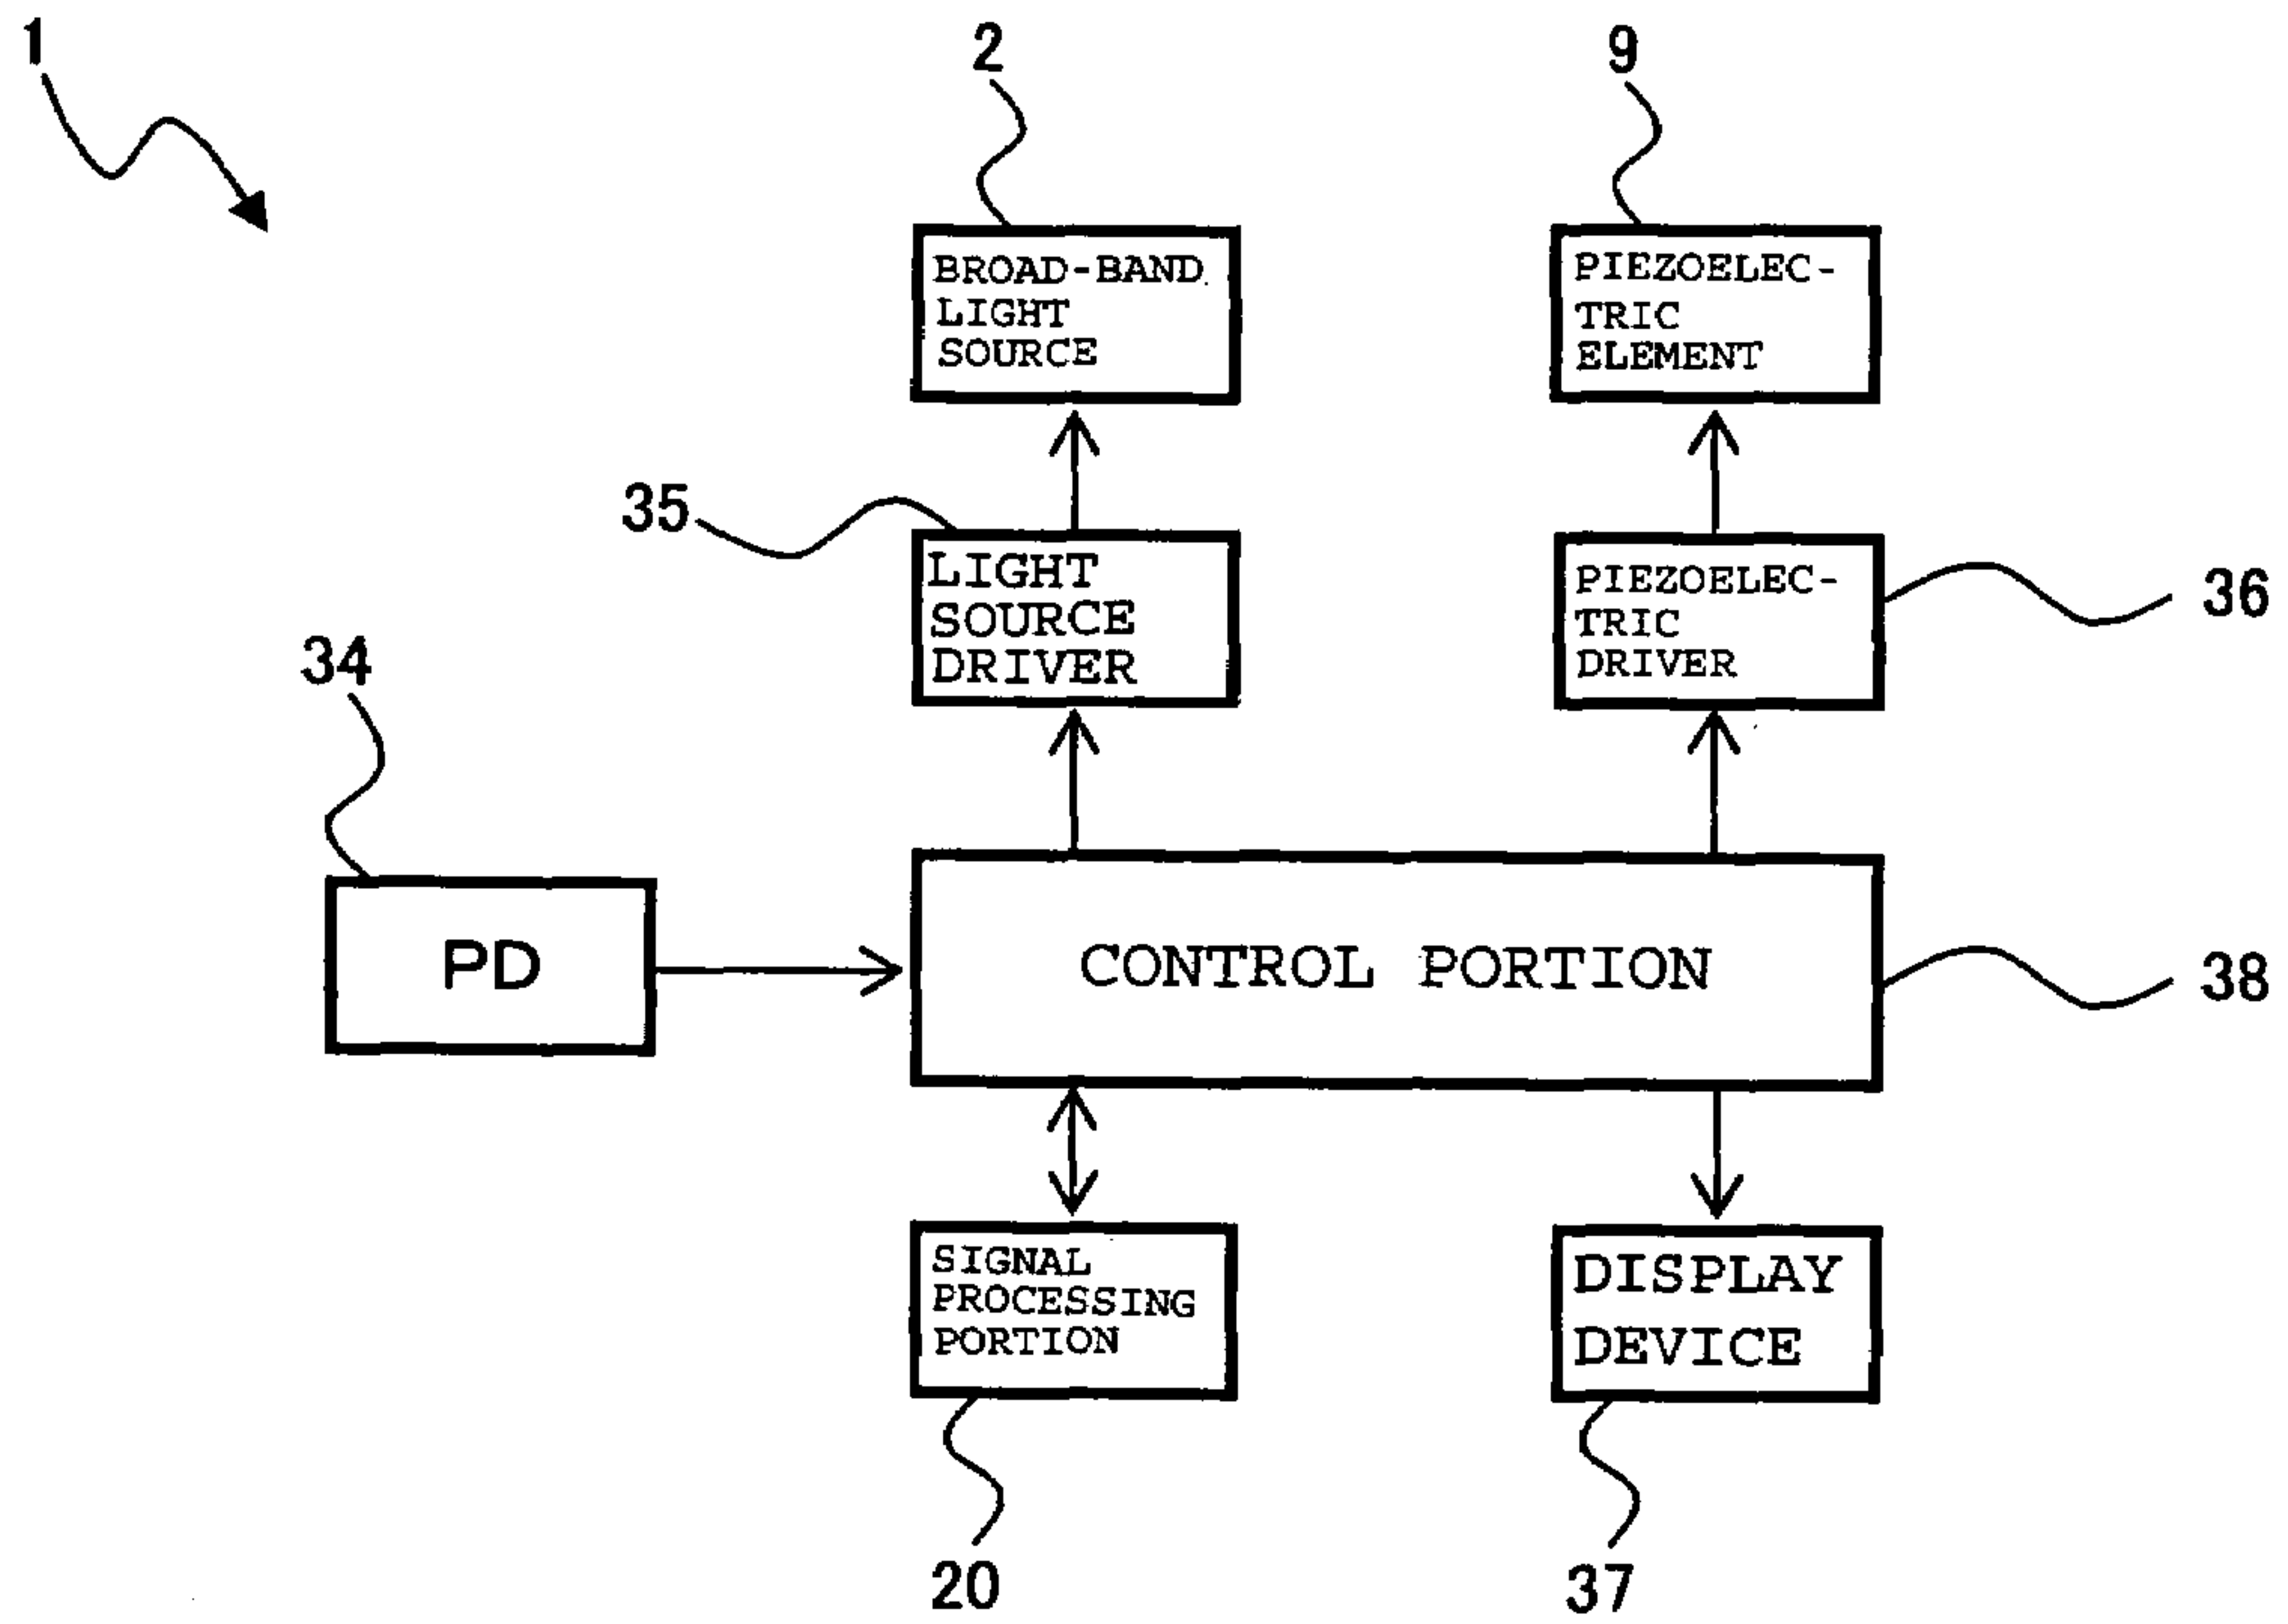 1
2
9
BROAD-BAND
LIGHT
SOURCE
PIEZOELEC-
TRIC
ELEMENT
35
LIGHT
SOURCE
DRIVER
PIEZOELEC-
TRIC
DRIVER
36
34
PD
CONTROL PORTION
38
SIGNAL
PROCESSING
PORTION
DISPLAY
DEVICE
20
37